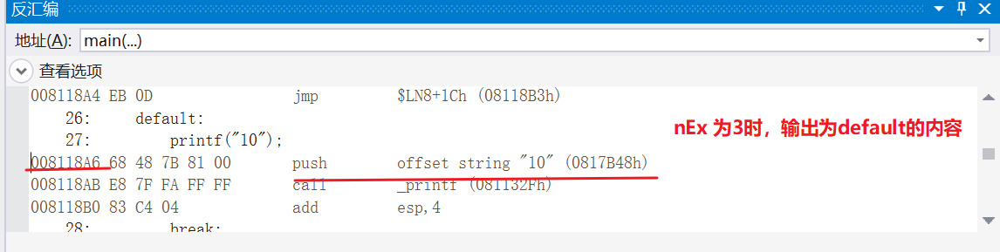 反汇编
地址(A): main(...)
查看选项
008118A4 EB 0D jmp $LN8+1Ch (08118B3h)
26: default:
27: printf("10");
nEx 为3时，输出为default的内容
008118A6 68 48 7B 81 00 push offset string "10" (0817B48h)
008118AB E8 7F FA FF FF call _printf (081132Fh)
008118B0 83 C4 04 add esp,4
28: break;